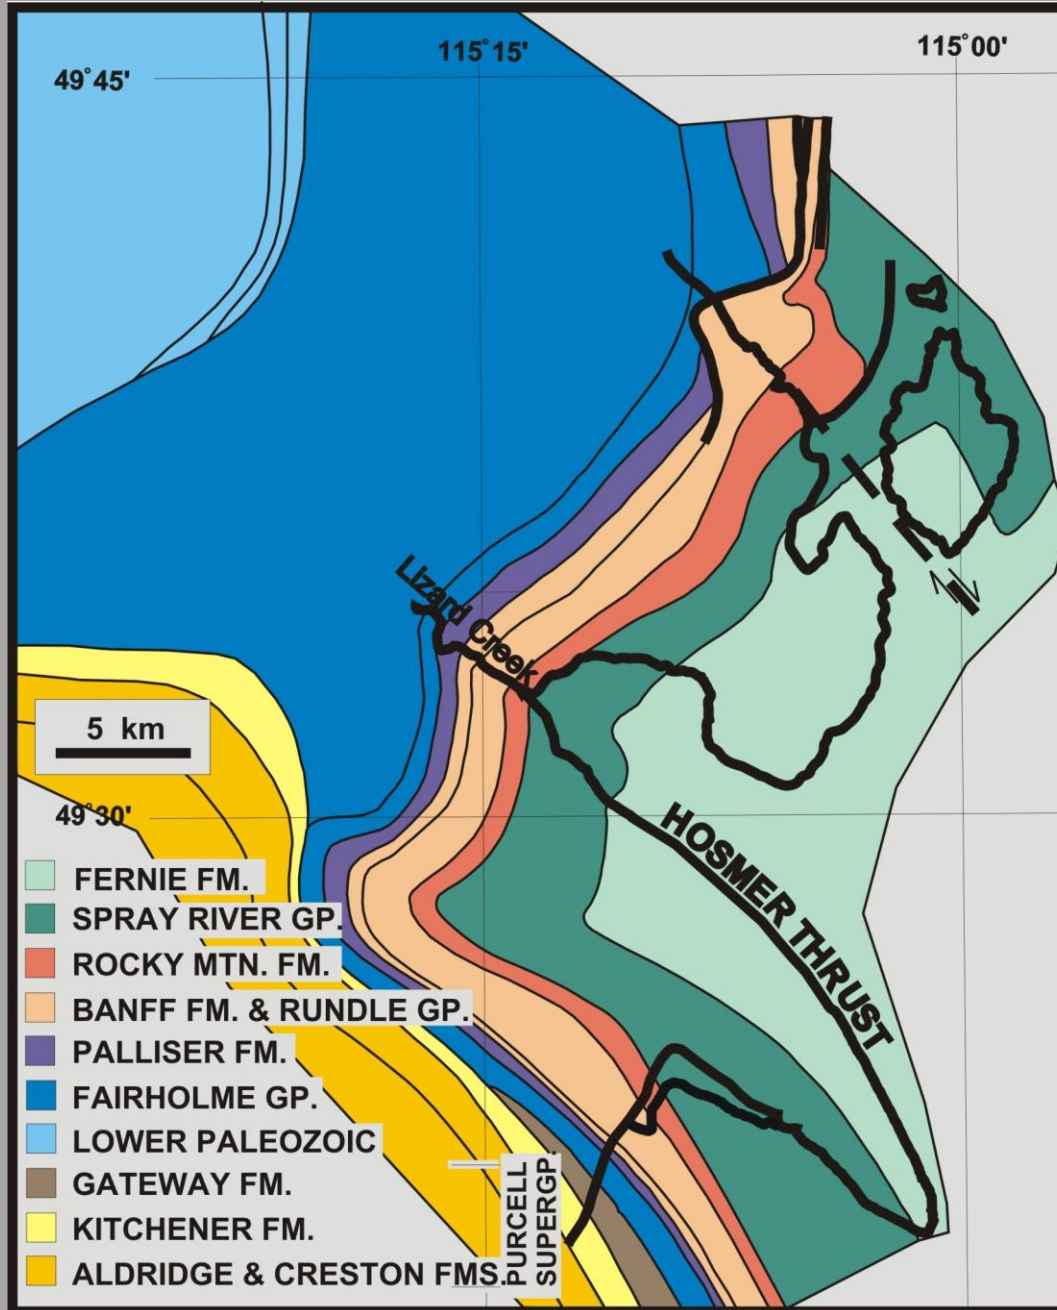 115°15'
115°00'
49°45'
Lizard Creek
5 km
49°30'
HOSMER THRUST
FERNIE FM.
SPRAY RIVER GP.
ROCKY MTN. FM.
BANFF FM. & RUNDLE GP.
PALLISER FM.
FAIRHOLME GP.
LOWER PALEOZOIC
GATEWAY FM.
KITCHENER FM.
ALDRIDGE & CRESTON FMS.
PURCELL
SUPERGP.